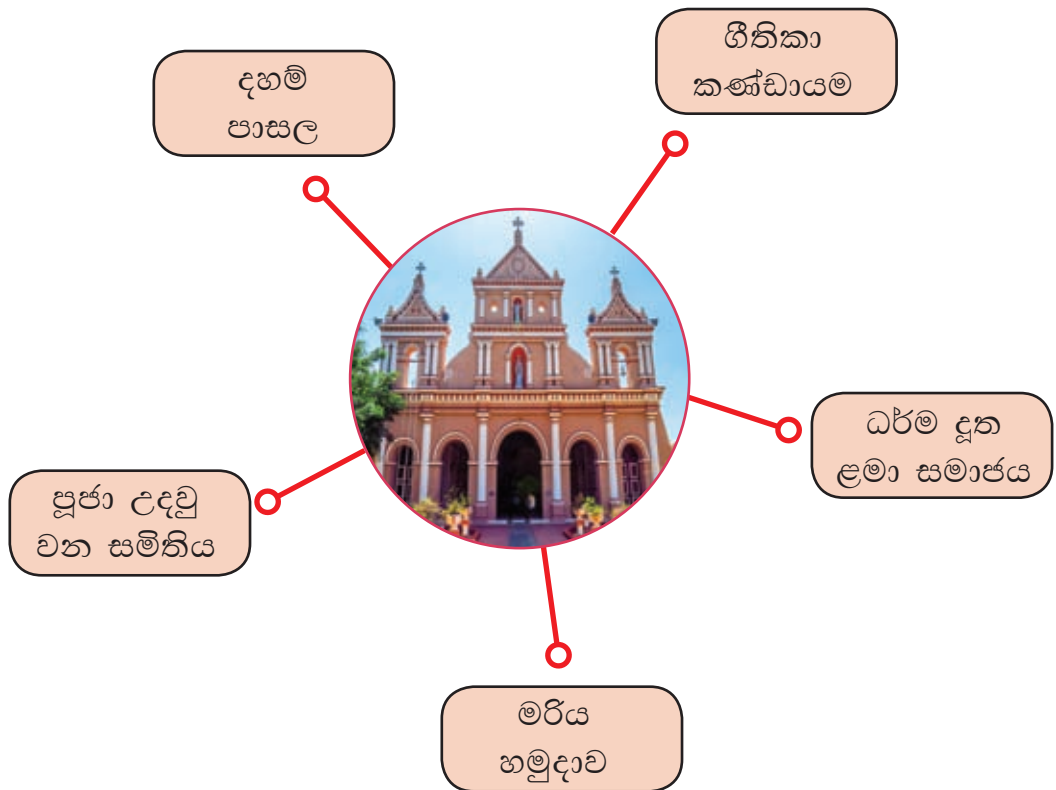 දහම්
පාසල
ගීතිකා
කණ්ඩායම
ධර්ම දූත
ළමා සමාජය
පූජා උදවු
වන සමිතිය
මරිය
හමුදාව